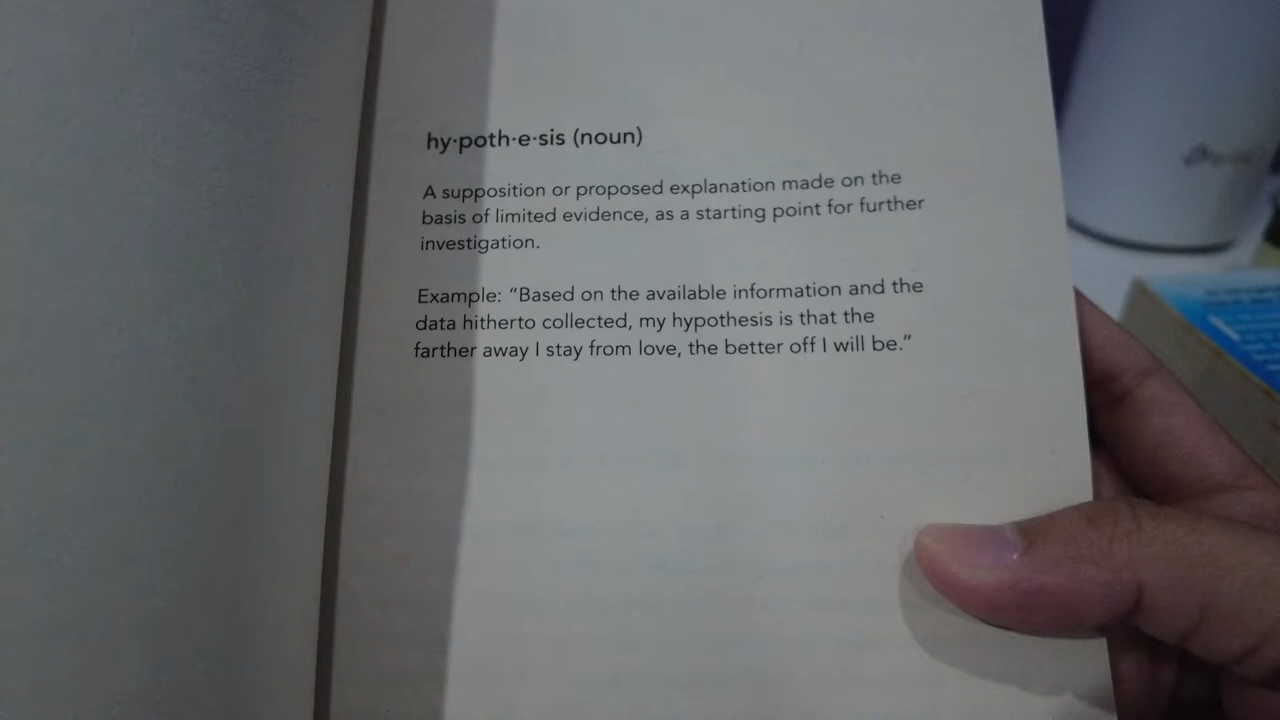 hy·poth·e·sis (noun)
A supposition or proposed explanation made on the
basis of limited evidence, as a starting point for further
investigation.
Example: “Based on the available information and the
data hitherto collected, my hypothesis is that the
farther away I stay from love, the better off I will be.”